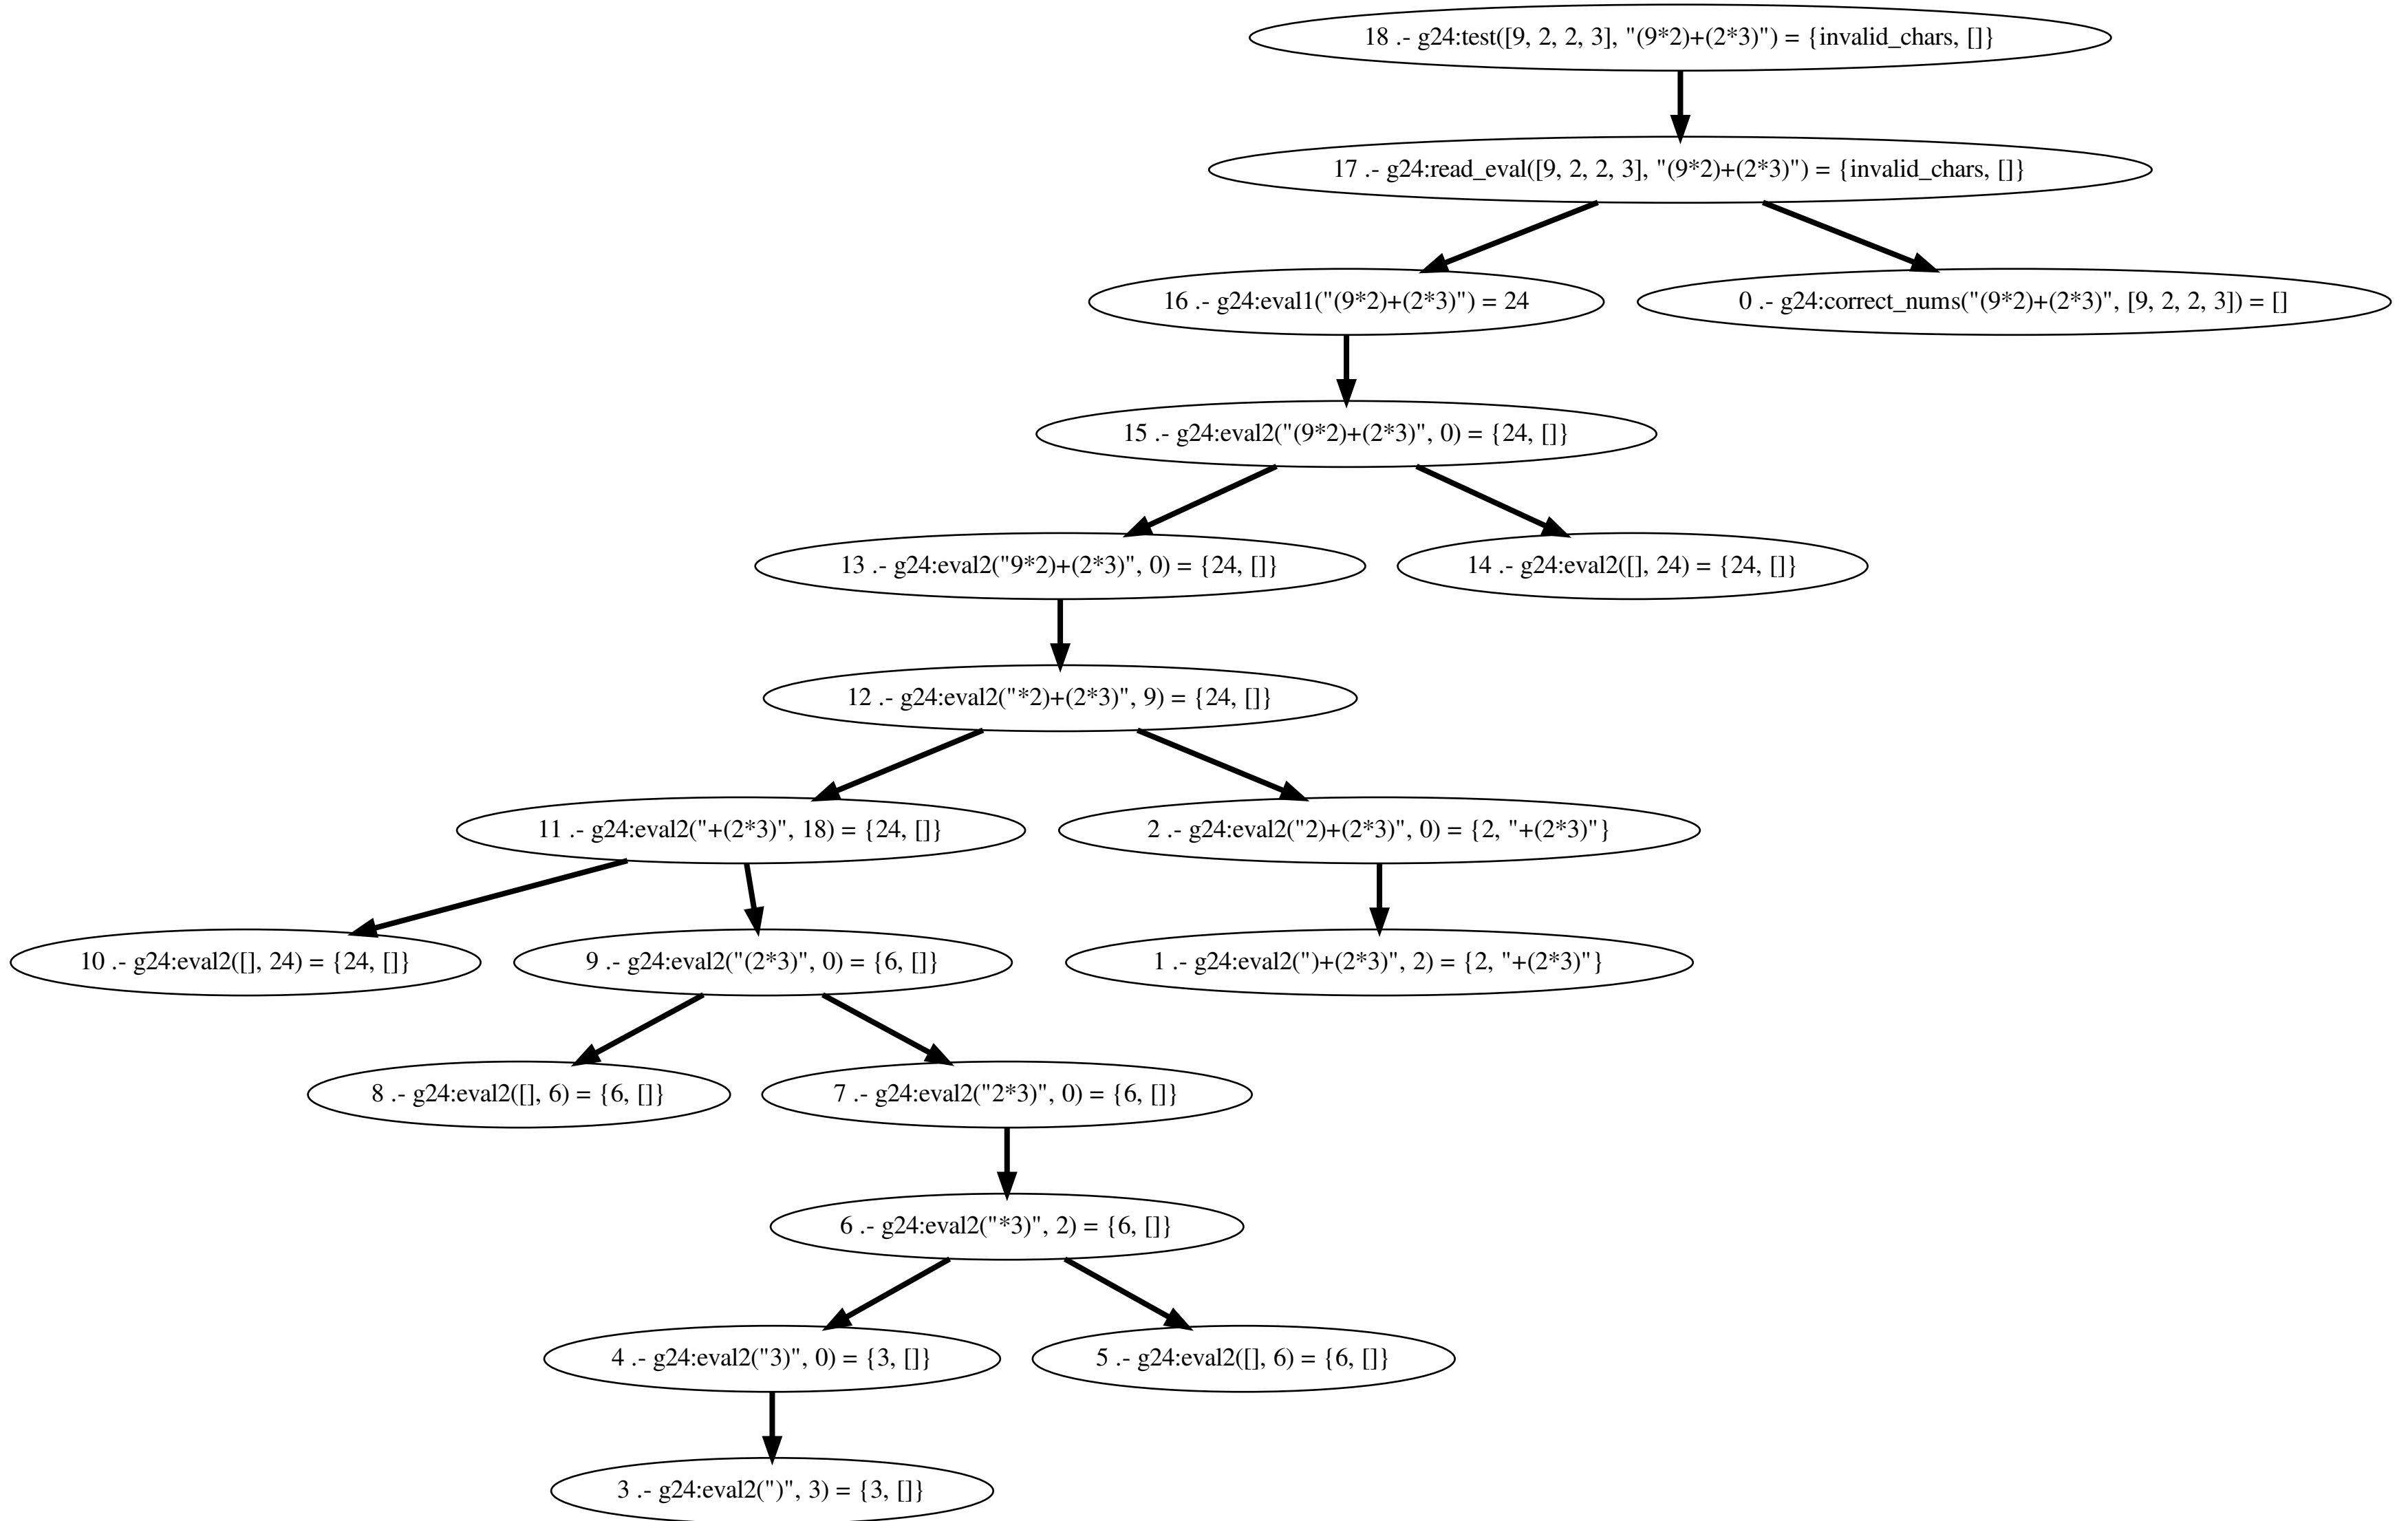 18 .- g24:test([9, 2, 2, 3], "(9*2)+(2*3)") = {invalid_chars, []}
17 .- g24:read_eval([9, 2, 2, 3], "(9*2)+(2*3)") = {invalid_chars, []}
16 .- g24:eval1("(9*2)+(2*3)") = 24
0 .- g24:correct_nums("(9*2)+(2*3)", [9, 2, 2, 3]) = []
15 .- g24:eval2("(9*2)+(2*3)", 0) = {24, []}
13 .- g24:eval2("9*2)+(2*3)", 0) = {24, []}
14 .- g24:eval2([], 24) = {24, []}
12 .- g24:eval2("*2)+(2*3)", 9) = {24, []}
11 .- g24:eval2("+(2*3)", 18) = {24, []}
2 .- g24:eval2("2)+(2*3)", 0) = {2, "+(2*3)"}
10 .- g24:eval2([], 24) = {24, []}
9 .- g24:eval2("(2*3)", 0) = {6, []}
1 .- g24:eval2(")+(2*3)", 2) = {2, "+(2*3)"}
8 .- g24:eval2([], 6) = {6, []}
7 .- g24:eval2("2*3)", 0) = {6, []}
6 .- g24:eval2("*3)", 2) = {6, []}
4 .- g24:eval2("3)", 0) = {3, []}
5 .- g24:eval2([], 6) = {6, []}
3 .- g24:eval2(")", 3) = {3, []}